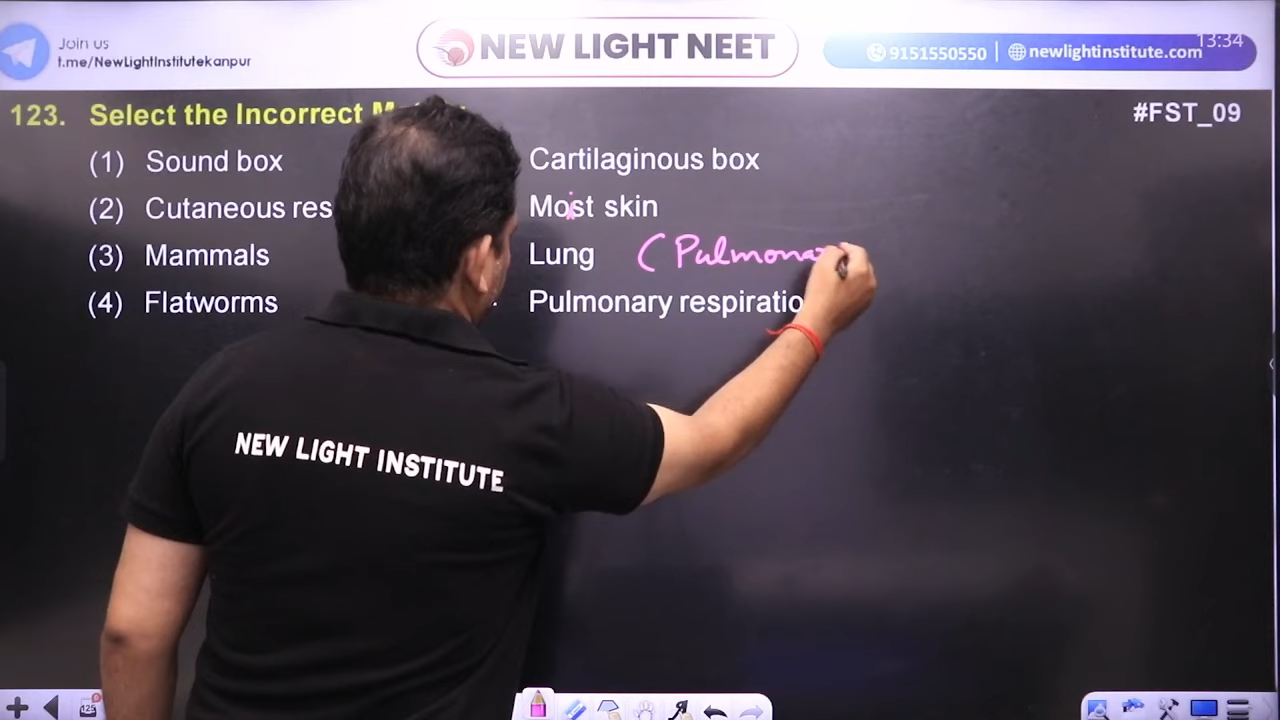 Join us
t.me/NewLightInstitutekanpur
NEW LIGHT NEET
9151550550 | newlightinstitute.com
13:34
123. Select the Incorrect
#FST_09
(1) Sound box Cartilaginous box
(2) Cutaneous res Moist skin
(3) Mammals Lung (Pulmona
(4) Flatworms Pulmonary respiratio
NEW LIGHT INSTITUTE